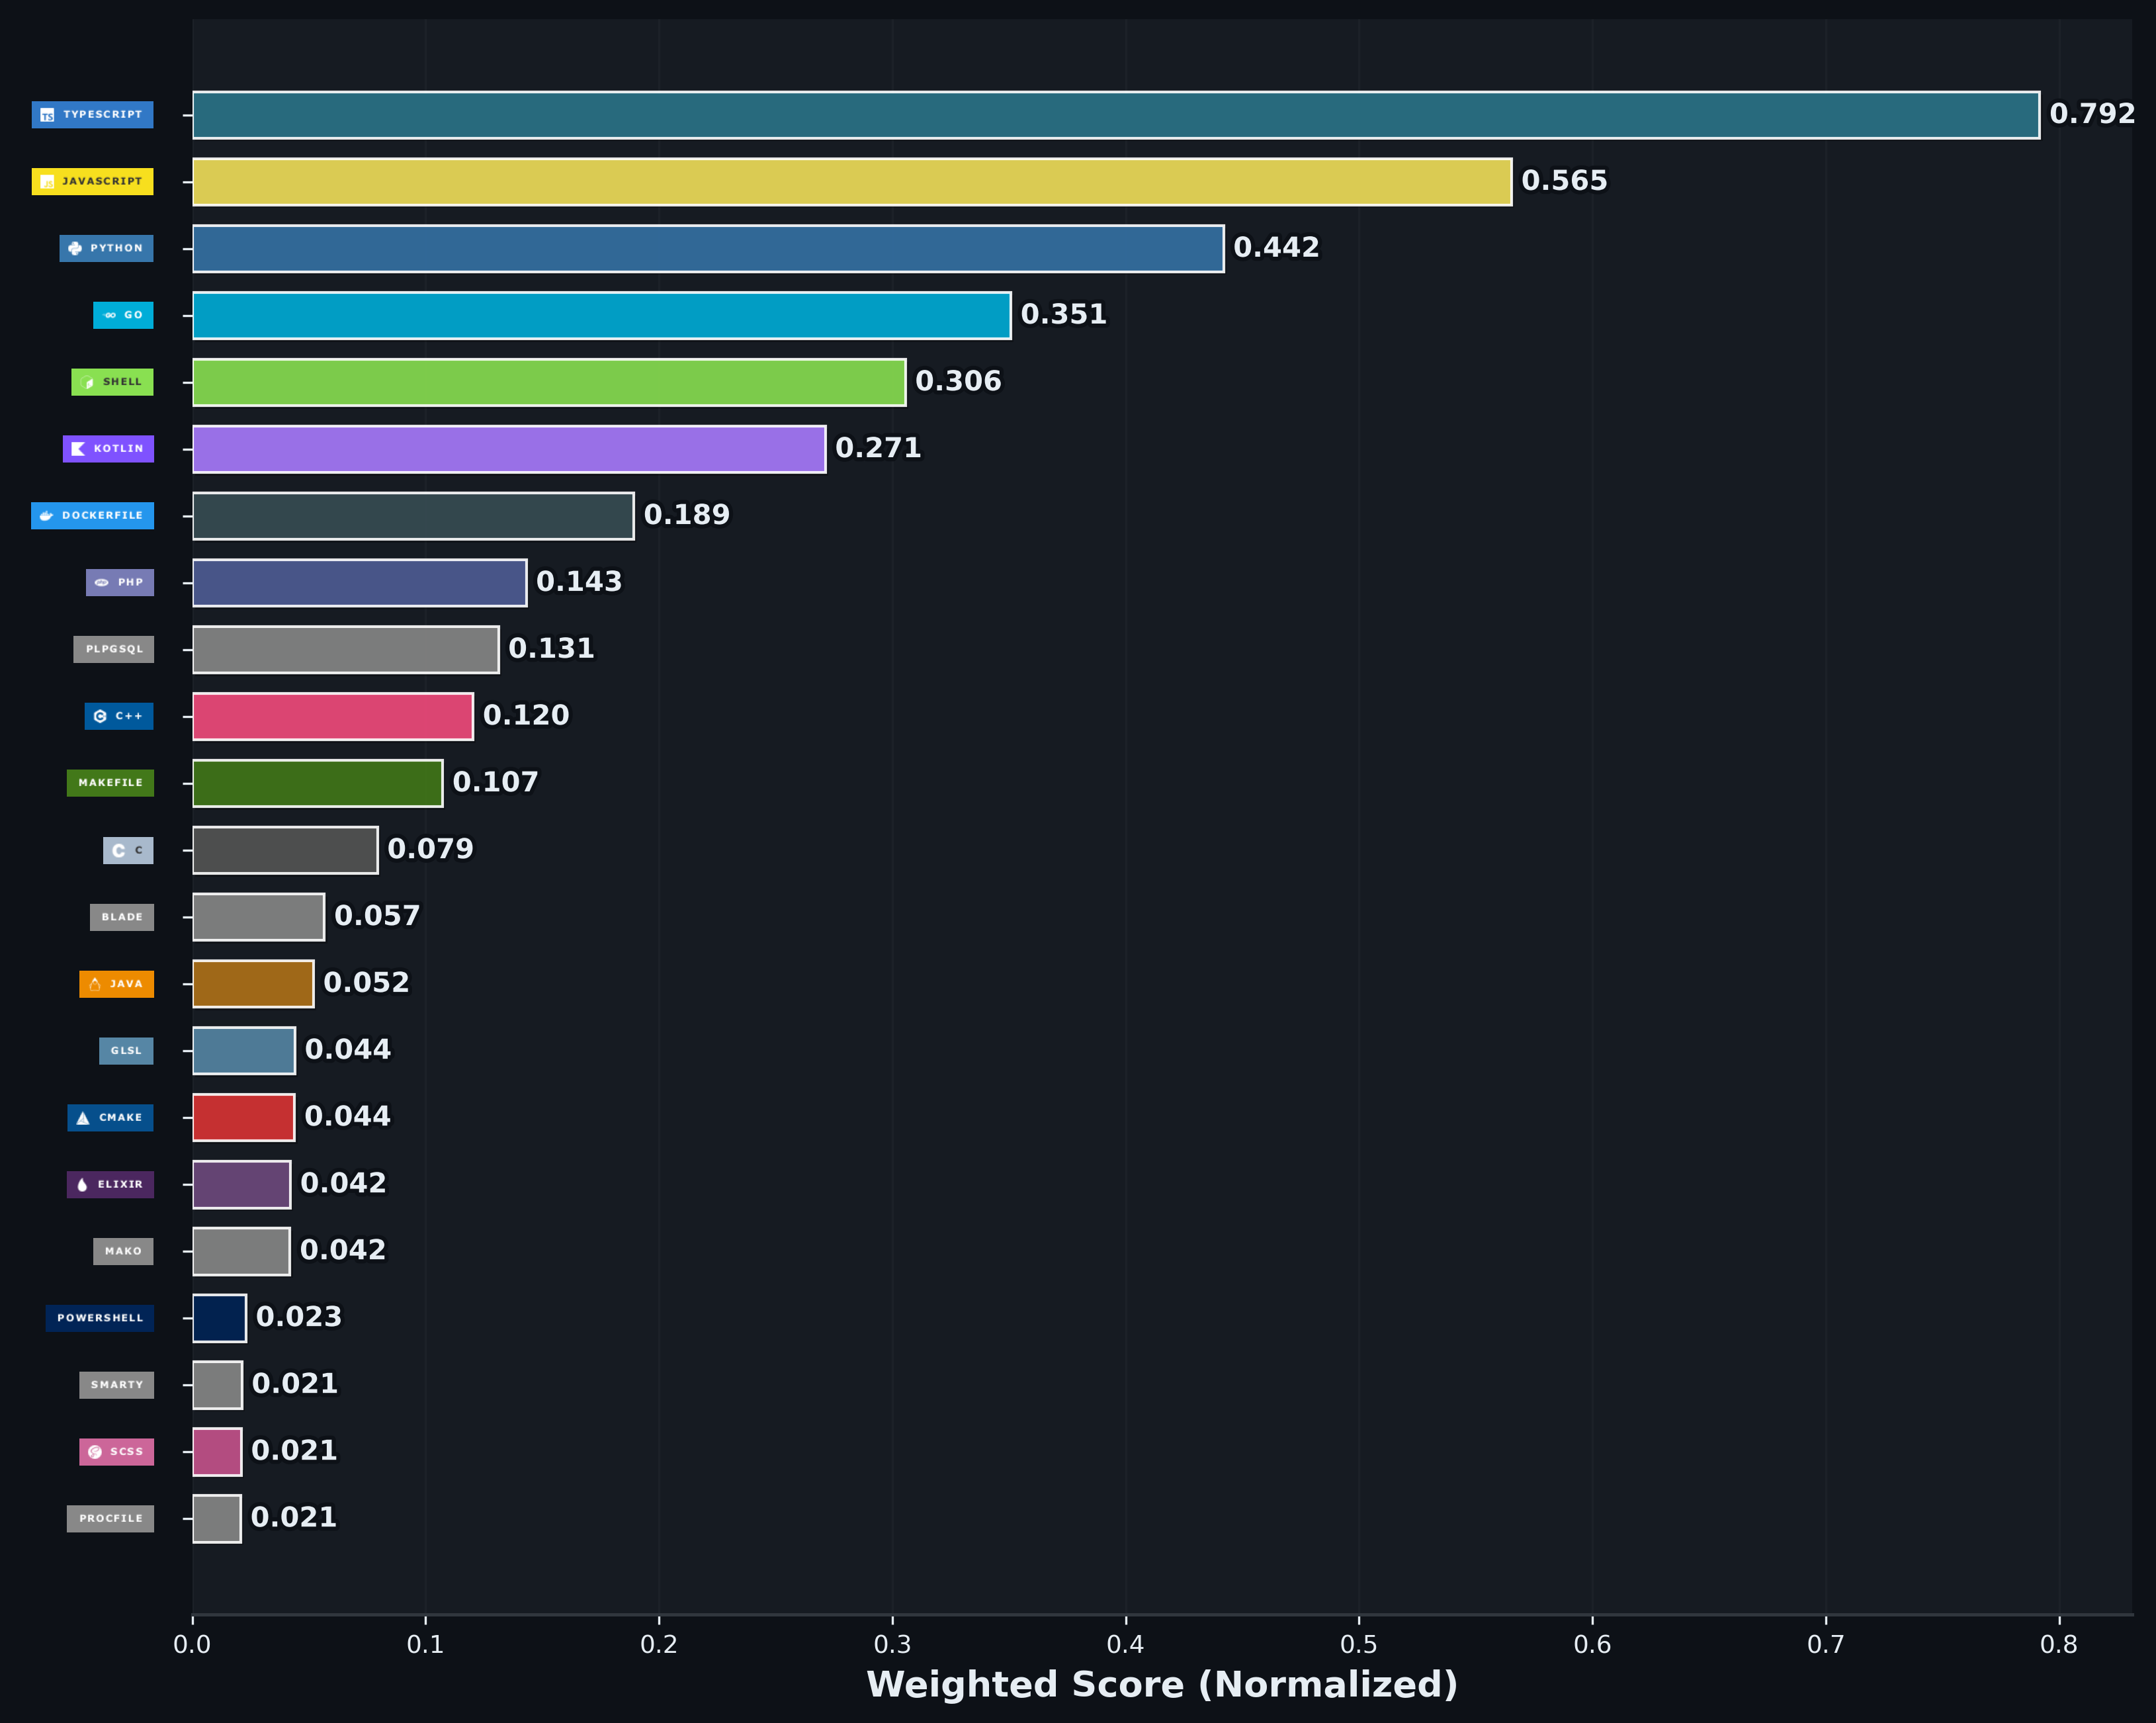 TYPESCRIPT 0.792
JAVASCRIPT 0.565
PYTHON 0.442
GO 0.351
SHELL 0.306
KOTLIN 0.271
DOCKERFILE 0.189
PHP 0.143
PLPGSQL 0.131
C++ 0.120
MAKEFILE 0.107
C 0.079
BLADE 0.057
JAVA 0.052
GLSL 0.044
CMAKE 0.044
ELIXIR 0.042
MAKO 0.042
POWERSHELL 0.023
SMARTY 0.021
SCSS 0.021
PROCFILE 0.021
0.0 0.1 0.2 0.3 0.4 0.5 0.6 0.7 0.8
Weighted Score (Normalized)